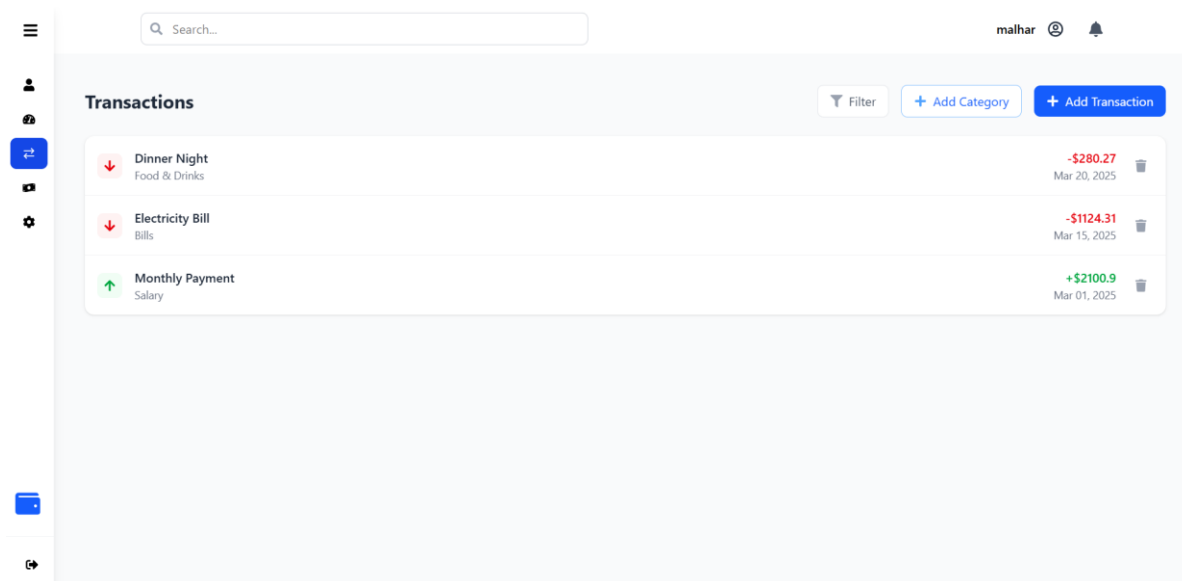 Search...
malhar
Transactions
Filter
Add Category
Add Transaction
Dinner Night
Food & Drinks
-$280.27
Mar 20, 2025
Electricity Bill
Bills
-$1124.31
Mar 15, 2025
Monthly Payment
Salary
+$2100.9
Mar 01, 2025